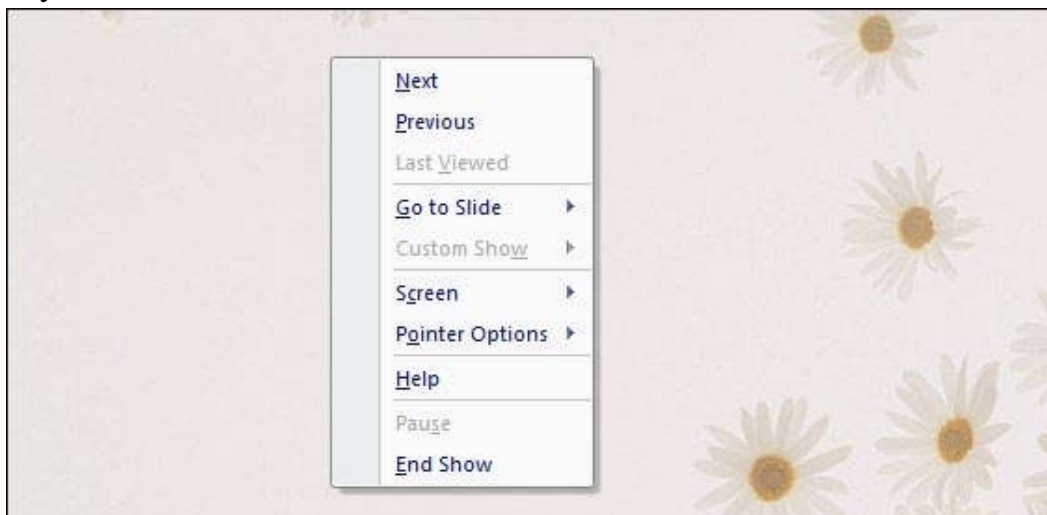 Next
Previous
Last Viewed
Go to Slide
Custom Show
Screen
Pointer Options
Help
Pause
End Show